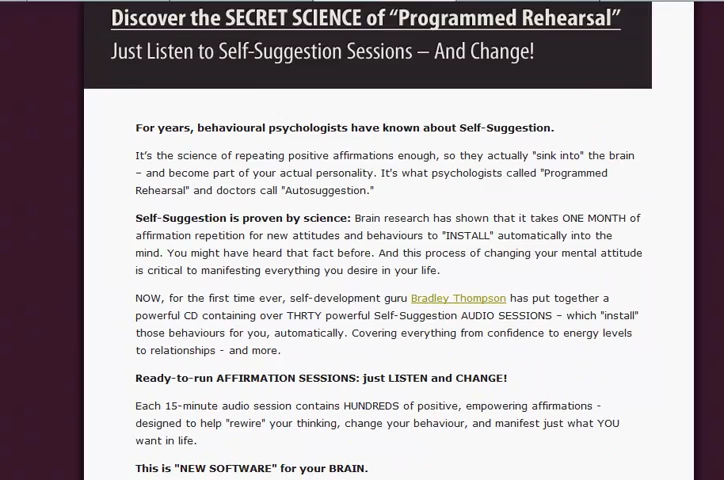 Discover the SECRET SCIENCE of “Programmed Rehearsal”
Just Listen to Self-Suggestion Sessions – And Change!
For years, behavioural psychologists have known about Self-Suggestion.
It's the science of repeating positive affirmations enough, so they actually "sink into" the brain
– and become part of your actual personality. It's what psychologists called "Programmed
Rehearsal" and doctors call "Autosuggestion."
Self-Suggestion is proven by science: Brain research has shown that it takes ONE MONTH of
affirmation repetition for new attitudes and behaviours to "INSTALL" automatically into the
mind. You might have heard that fact before. And this process of changing your mental attitude
is critical to manifesting everything you desire in your life.
NOW, for the first time ever, self-development guru Bradley Thompson has put together a
powerful CD containing over THRTY powerful Self-Suggestion AUDIO SESSIONS – which "install"
those behaviours for you, automatically. Covering everything from confidence to energy levels
to relationships - and more.
Ready-to-run AFFIRMATION SESSIONS: just LISTEN and CHANGE!
Each 15-minute audio session contains HUNDREDS of positive, empowering affirmations -
designed to help "rewire" your thinking, change your behaviour, and manifest just what YOU
want in life.
This is "NEW SOFTWARE" for your BRAIN.